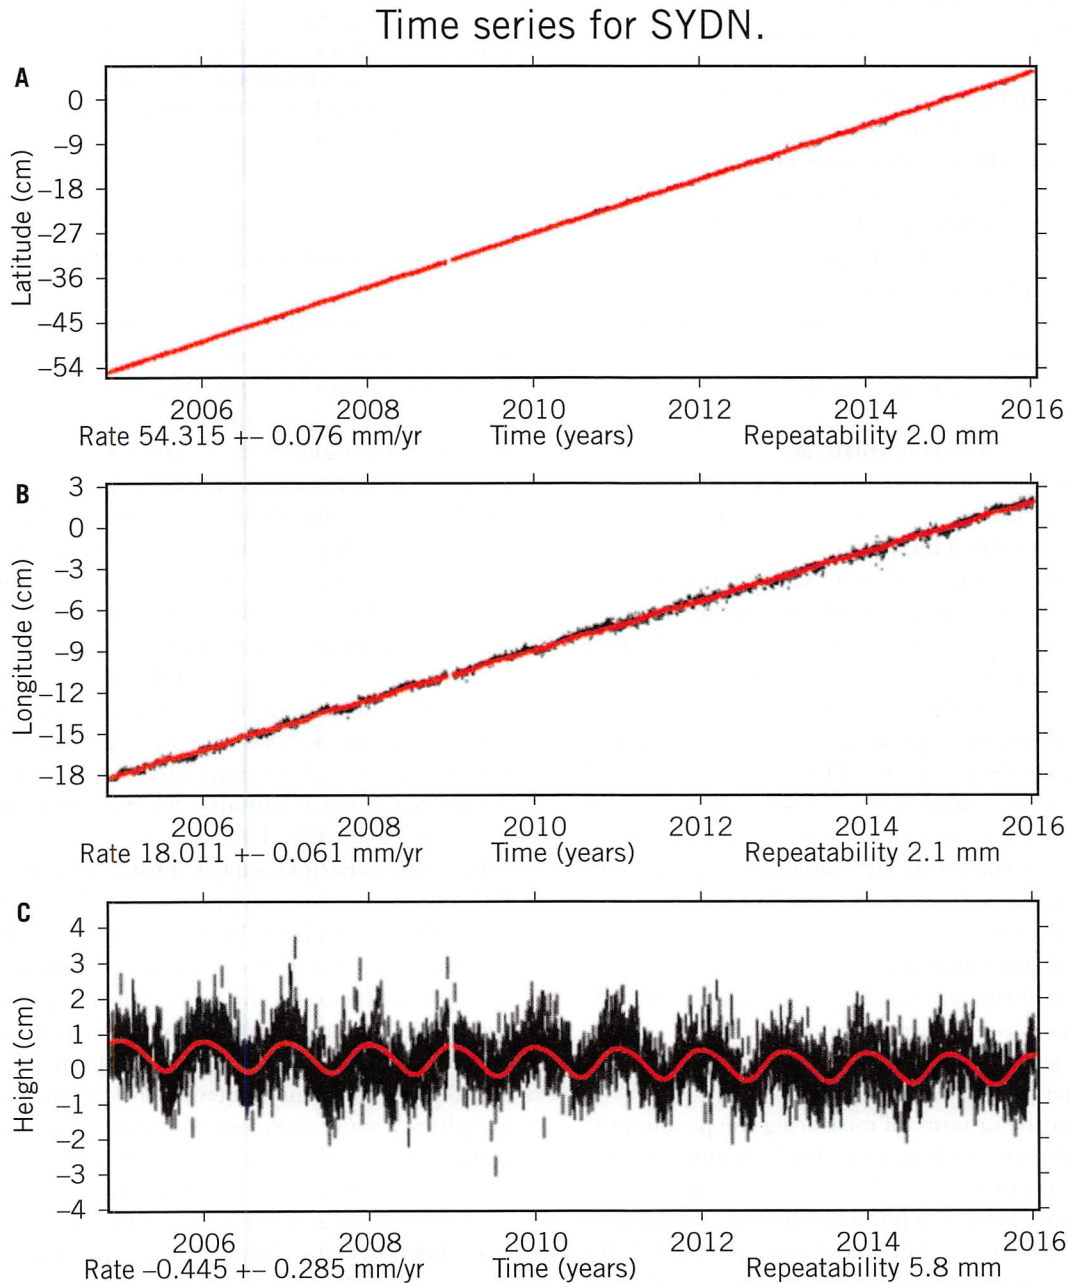 Time series for SYDN.
A
Latitude (cm)
0
–9
–18
–27
–36
–45
–54
2006 2008 2010 2012 2014 2016
Rate 54.315 +– 0.076 mm/yr Time (years) Repeatability 2.0 mm
B
Longitude (cm)
3
0
–3
–6
–9
–12
–15
–18
2006 2008 2010 2012 2014 2016
Rate 18.011 +– 0.061 mm/yr Time (years) Repeatability 2.1 mm
C
Height (cm)
4
3
2
1
0
–1
–2
–3
–4
2006 2008 2010 2012 2014 2016
Rate –0.445 +– 0.285 mm/yr Time (years) Repeatability 5.8 mm